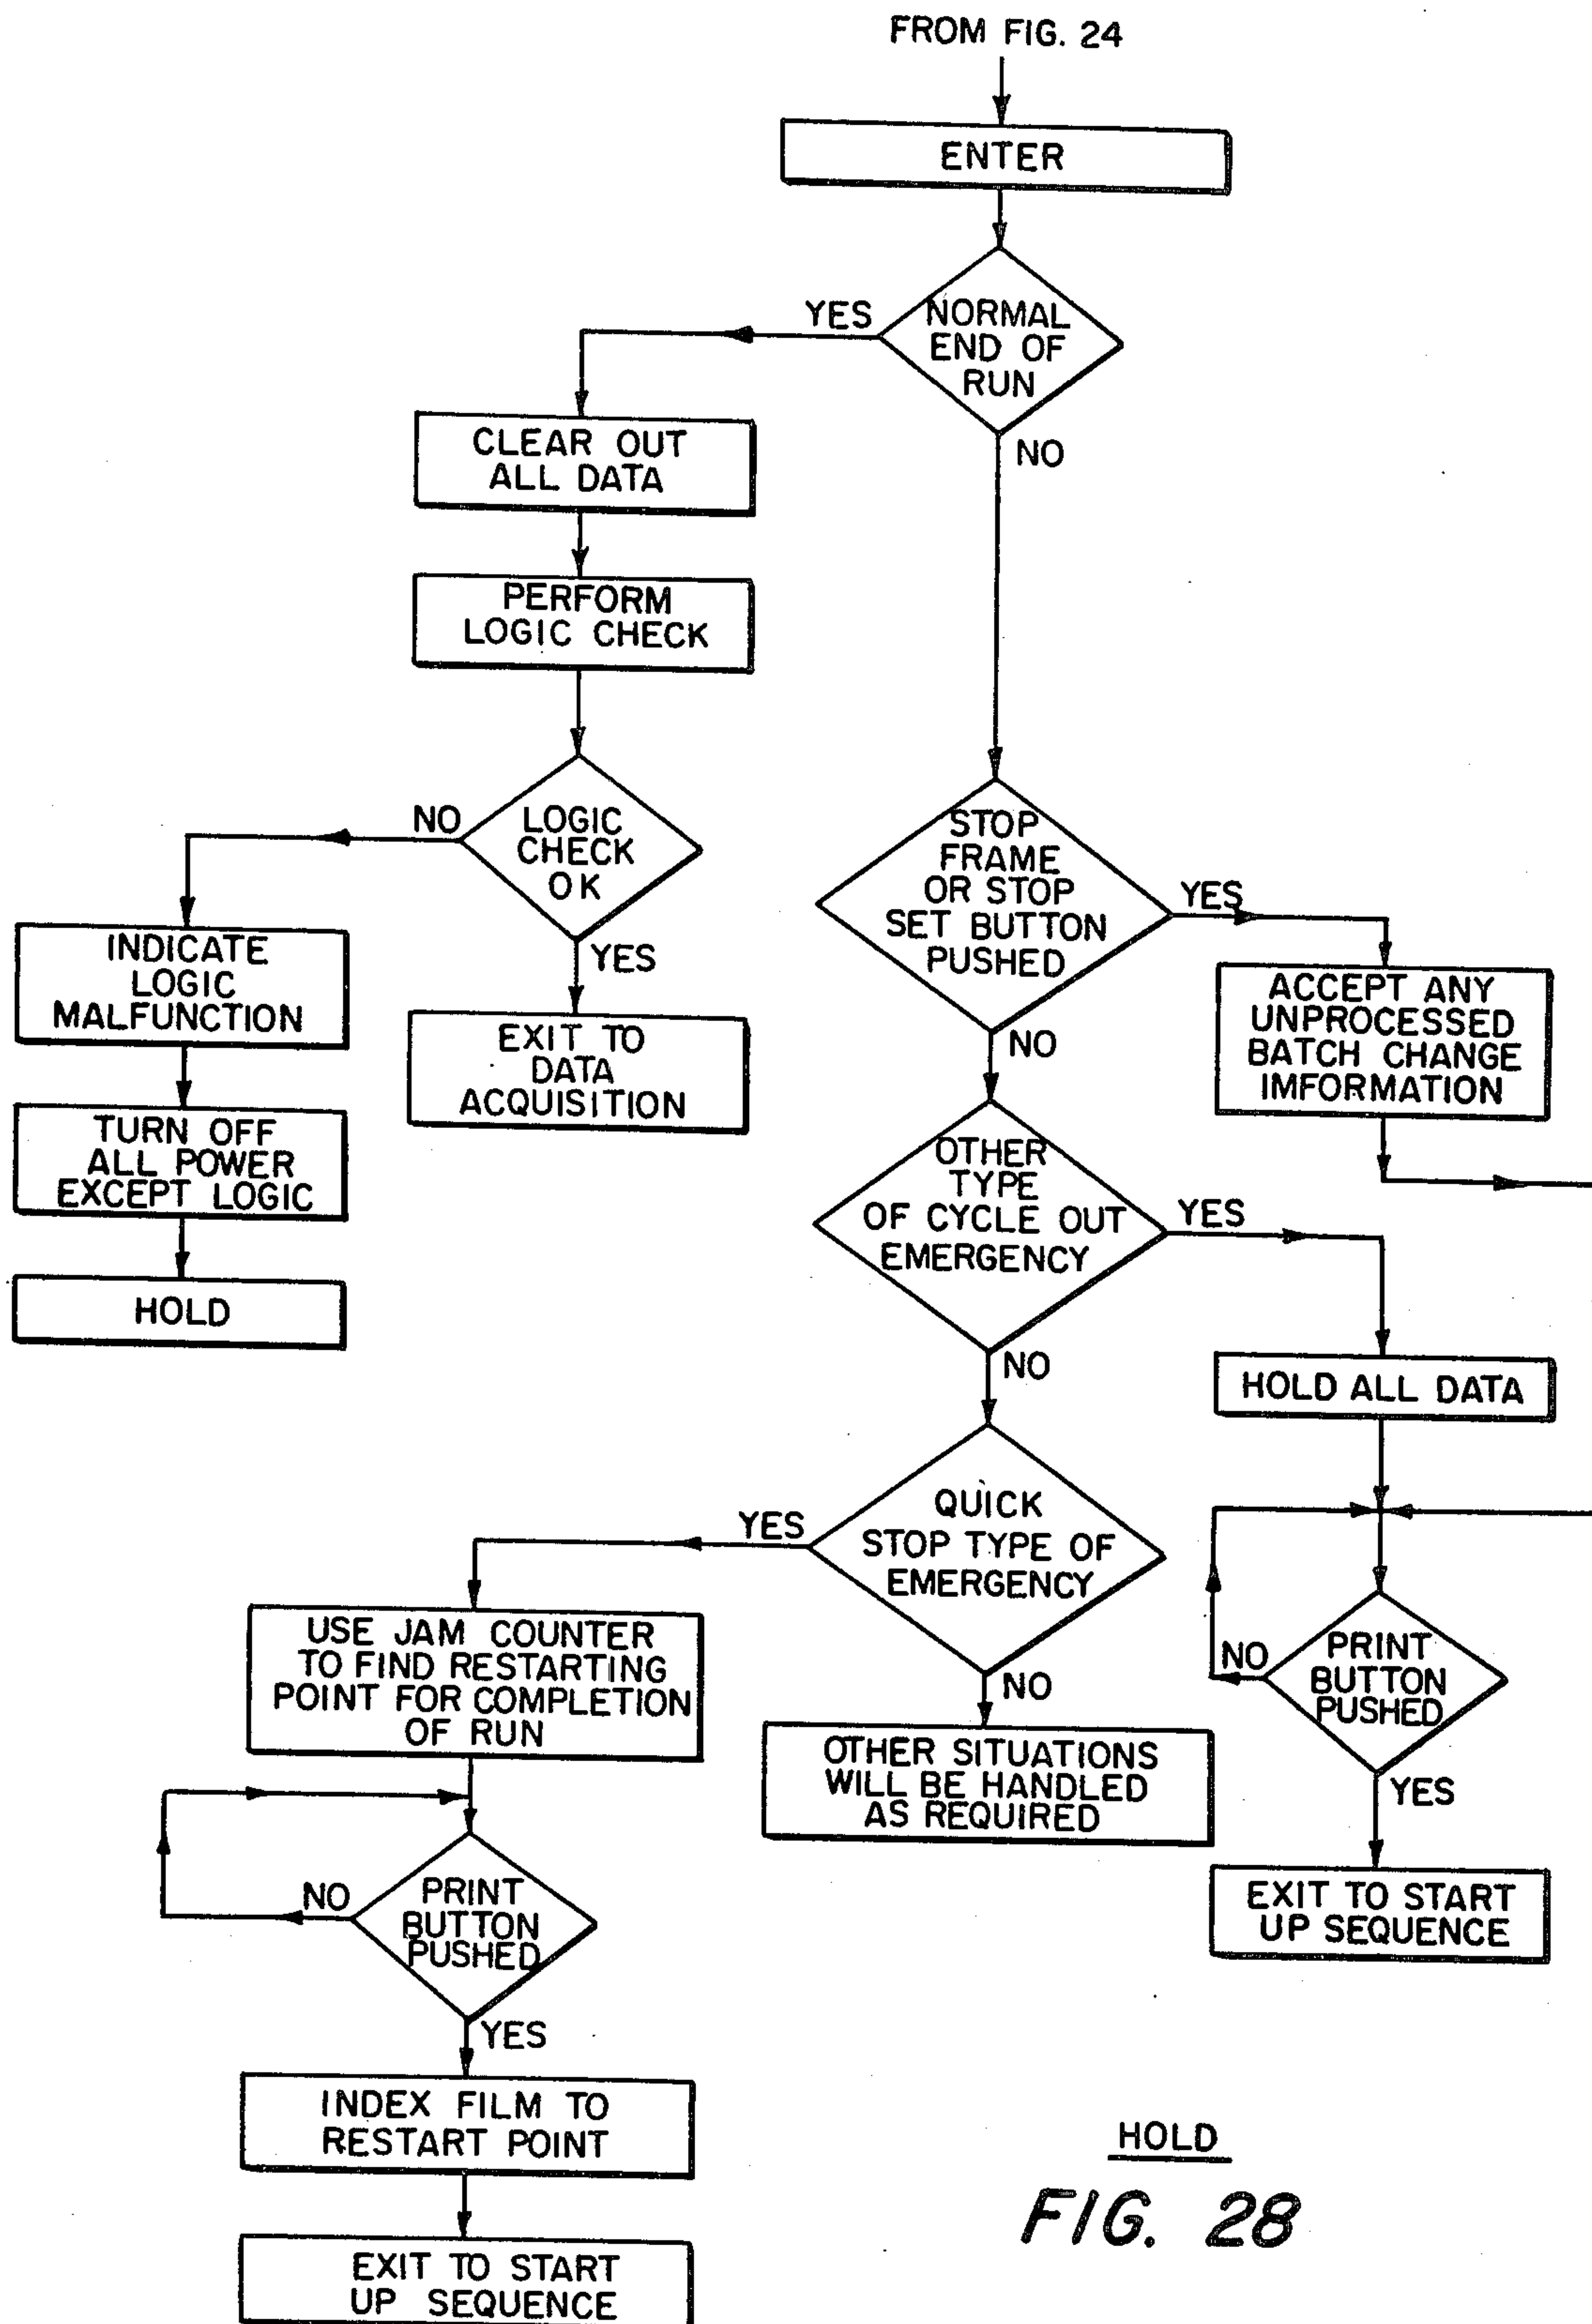 FROM FIG. 24
ENTER
NORMAL
END OF
RUN
YES
NO
CLEAR OUT
ALL DATA
PERFORM
LOGIC CHECK
LOGIC
CHECK
OK
NO
YES
INDICATE
LOGIC
MALFUNCTION
TURN OFF
ALL POWER
EXCEPT LOGIC
HOLD
EXIT TO
DATA
ACQUISITION
STOP
FRAME
OR STOP
SET BUTTON
PUSHED
YES
NO
ACCEPT ANY
UNPROCESSED
BATCH CHANGE
IMFORMATION
OTHER
TYPE
OF CYCLE OUT
EMERGENCY
YES
NO
HOLD ALL DATA
PRINT
BUTTON
PUSHED
NO
YES
EXIT TO START
UP SEQUENCE
QUICK
STOP TYPE OF
EMERGENCY
YES
NO
OTHER SITUATIONS
WILL BE HANDLED
AS REQUIRED
USE JAM COUNTER
TO FIND RESTARTING
POINT FOR COMPLETION
OF RUN
PRINT
BUTTON
PUSHED
NO
YES
INDEX FILM TO
RESTART POINT
EXIT TO START
UP SEQUENCE
HOLD
FIG. 28